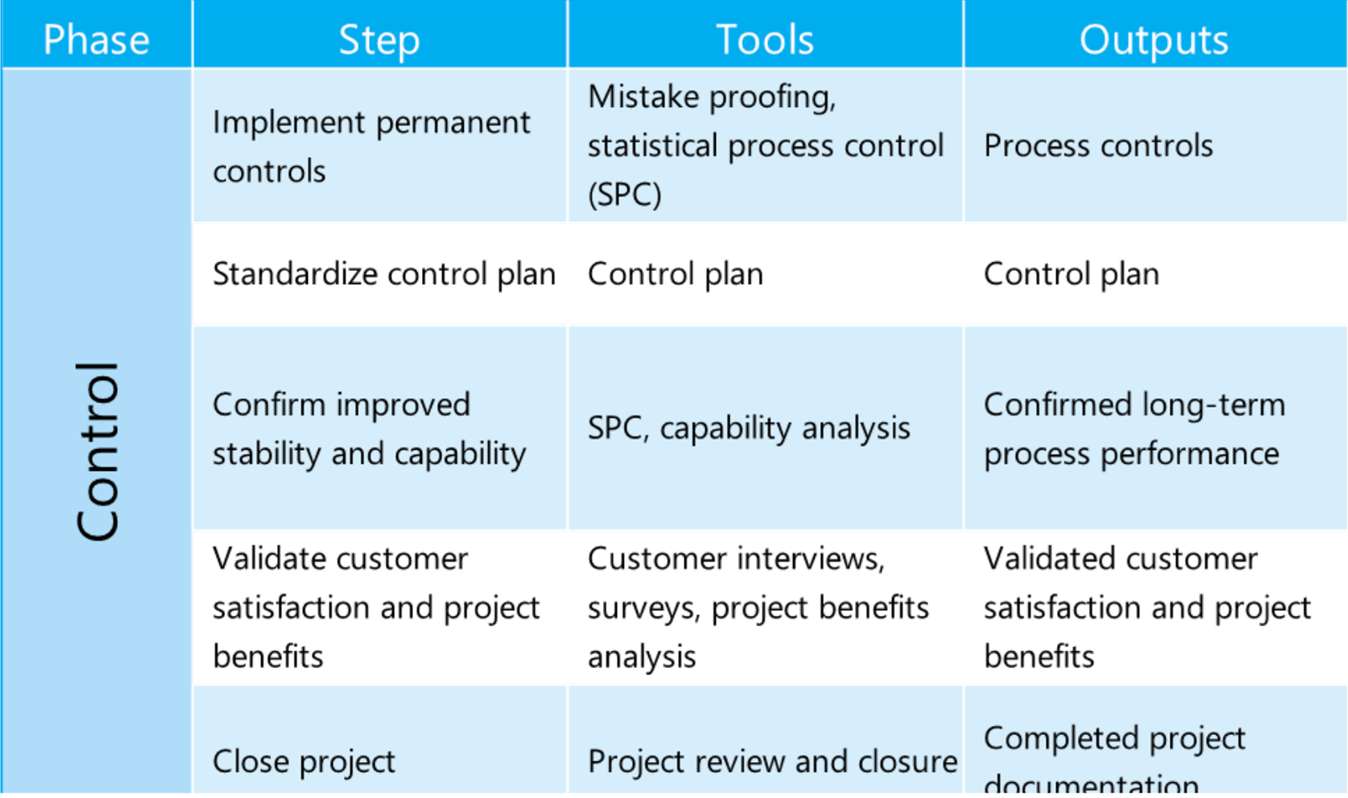 Phase Step Tools Outputs
Control
Implement permanent
controls
Mistake proofing,
statistical process control
(SPC)
Process controls
Standardize control plan
Control plan
Control plan
Confirm improved
stability and capability
SPC, capability analysis
Confirmed long-term
process performance
Validate customer
satisfaction and project
benefits
Customer interviews,
surveys, project benefits
analysis
Validated customer
satisfaction and project
benefits
Close project
Project review and closure
Completed project
documentation